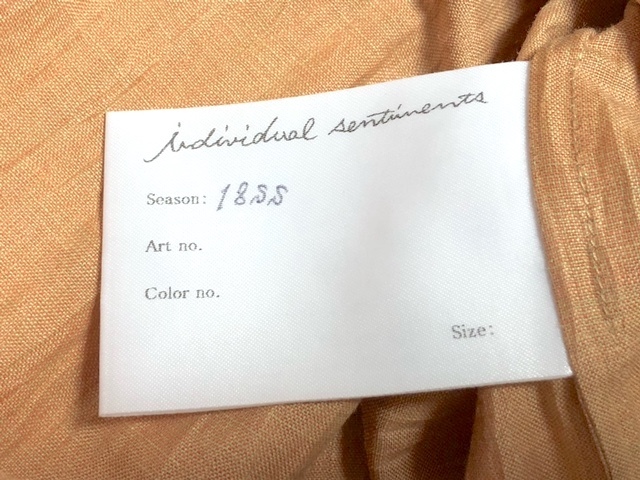 individual sentiments
Season: 18SS
Art no.
Color no.
Size: